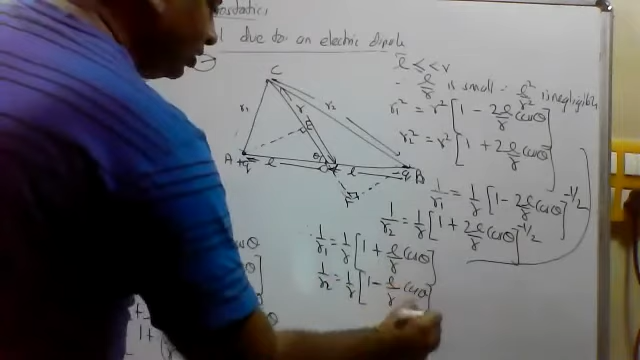 due to an electric dipole
l << r
l/r is small ∴ l²/r² is negligible
r₁² = r² [1 - 2l/r cosθ]
r₂² = r² [1 + 2l/r cosθ]
1/r₁ = 1/r [1 - 2l/r cosθ]^-1/2
1/r₂ = 1/r [1 + 2l/r cosθ]^-1/2
1/r₁ = 1/r [1 + l/r cosθ]
1/r₂ = 1/r [1 - l/r cosθ]
C
r₁
r
r₂
E
A +q
l
θ
O
l
-q B
F